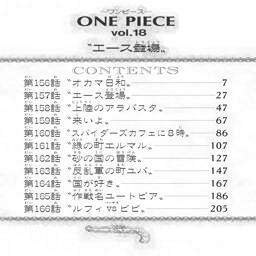 ワンピース
ONE PIECE
vol.18
〝エース登場〟
CONTENTS
第156話 〝オカマ日和〟 7
第157話 〝エース登場〟 27
第158話 〝上陸のアラバスタ〟 47
第159話 〝来いよ〟 67
第160話 〝スパイダーズカフェに8時〟 86
第161話 〝緑の町エルマル〟 107
第162話 〝砂の国の冒険〟 127
第163話 〝反乱軍の町ユバ〟 147
第164話 〝国が好き〟 167
第165話 〝作戦名ユートピア〟 186
第166話 〝ルフィvsビビ〟 205